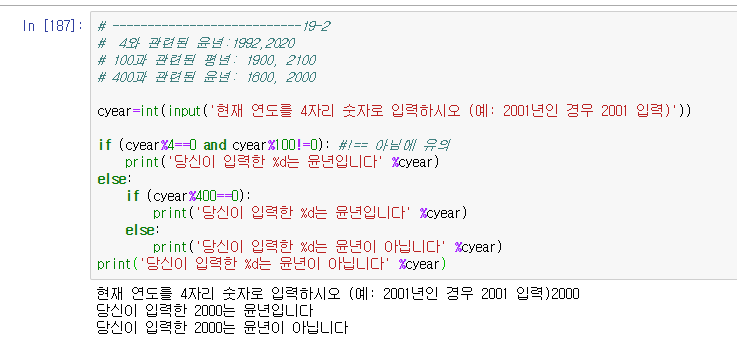 In [187]: # ---------------------------19-2
# 4와 관련된 윤년:1992,2020
# 100과 관련된 평년: 1900, 2100
# 400과 관련된 윤년: 1600, 2000
cyear=int(input('현재 연도를 4자리 숫자로 입력하시오 (예: 2001년인 경우 2001 입력)'))
if (cyear%4==0 and cyear%100!=0): #!== 아님에 유의
print('당신이 입력한 %d는 윤년입니다' %cyear)
else:
if (cyear%400==0):
print('당신이 입력한 %d는 윤년입니다' %cyear)
else:
print('당신이 입력한 %d는 윤년이 아닙니다' %cyear)
print('당신이 입력한 %d는 윤년이 아닙니다' %cyear)
현재 연도를 4자리 숫자로 입력하시오 (예: 2001년인 경우 2001 입력)2000
당신이 입력한 2000는 윤년입니다
당신이 입력한 2000는 윤년이 아닙니다